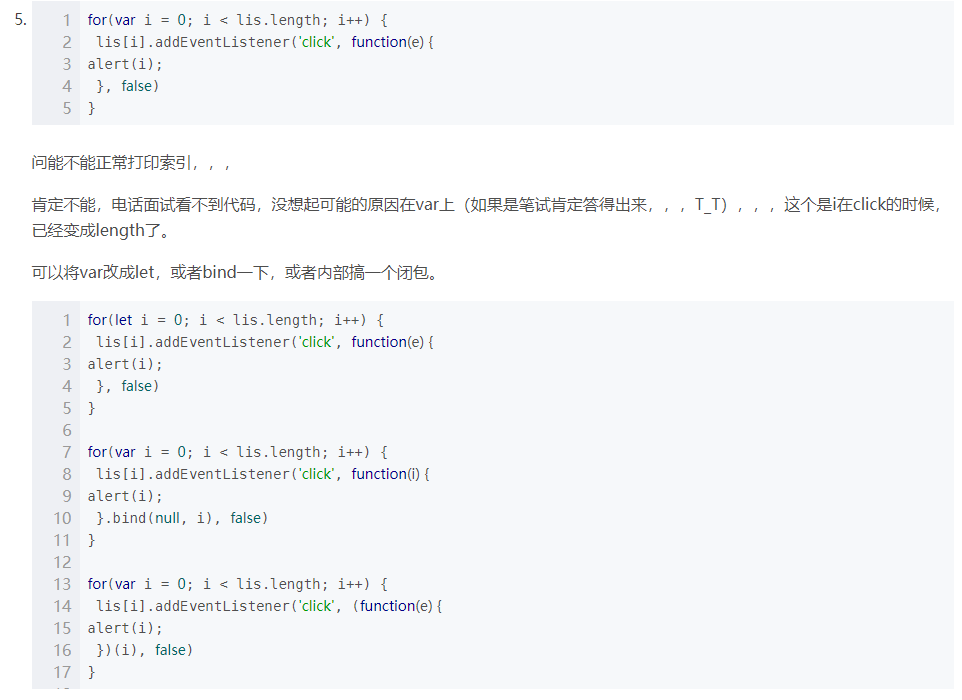 5.
1 for(var i = 0; i < lis.length; i++) {
2 lis[i].addEventListener('click', function(e) {
3 alert(i);
4 }, false)
5 }
问能不能正常打印索引，，，
肯定不能，电话面试看不到代码，没想起可能的原因在var上（如果是笔试肯定答得出来，，，T_T），，，这个是i在click的时候，
已经变成length了。
可以将var改成let，或者bind一下，或者内部搞一个闭包。
1 for(let i = 0; i < lis.length; i++) {
2 lis[i].addEventListener('click', function(e) {
3 alert(i);
4 }, false)
5 }
6
7 for(var i = 0; i < lis.length; i++) {
8 lis[i].addEventListener('click', function(i) {
9 alert(i);
10 }.bind(null, i), false)
11 }
12
13 for(var i = 0; i < lis.length; i++) {
14 lis[i].addEventListener('click', (function(e) {
15 alert(i);
16 })(i), false)
17 }